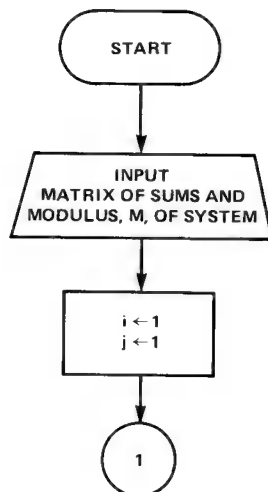 START
INPUT
MATRIX OF SUMS AND
MODULUS, M, OF SYSTEM
i ← 1
j ← 1
1